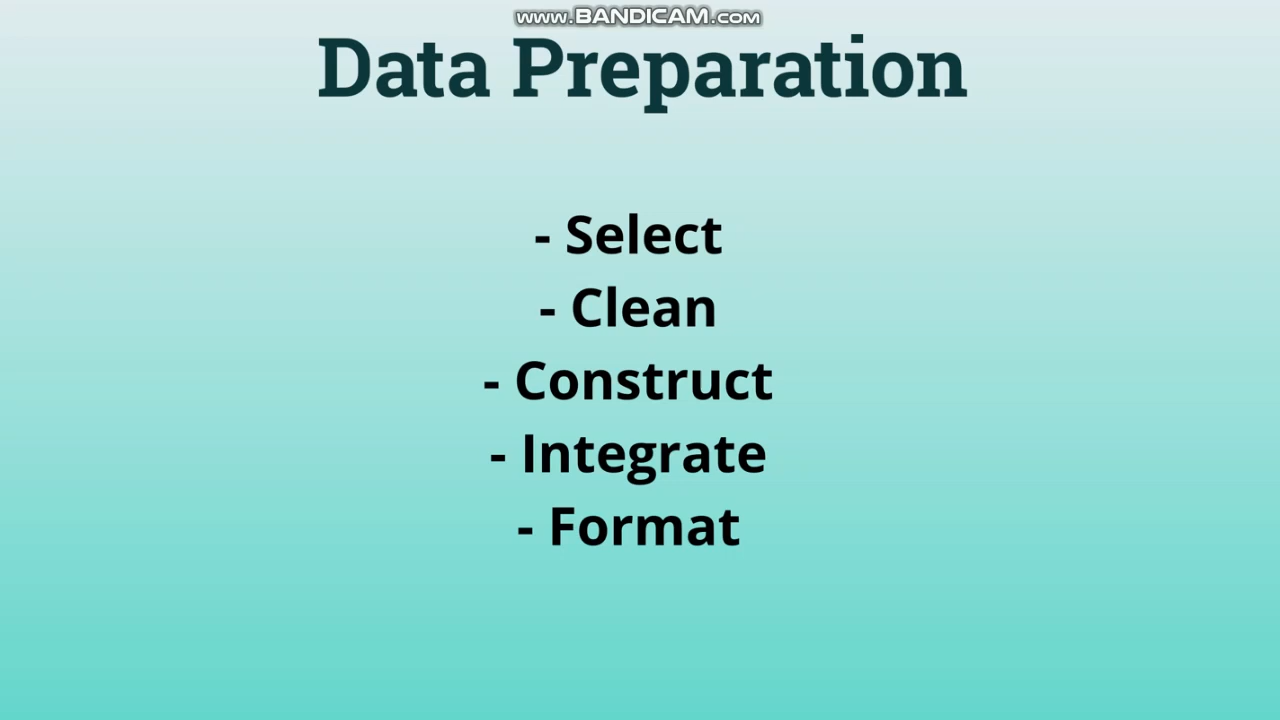 www.BANDICAM.com
Data Preparation
- Select
- Clean
- Construct
- Integrate
- Format